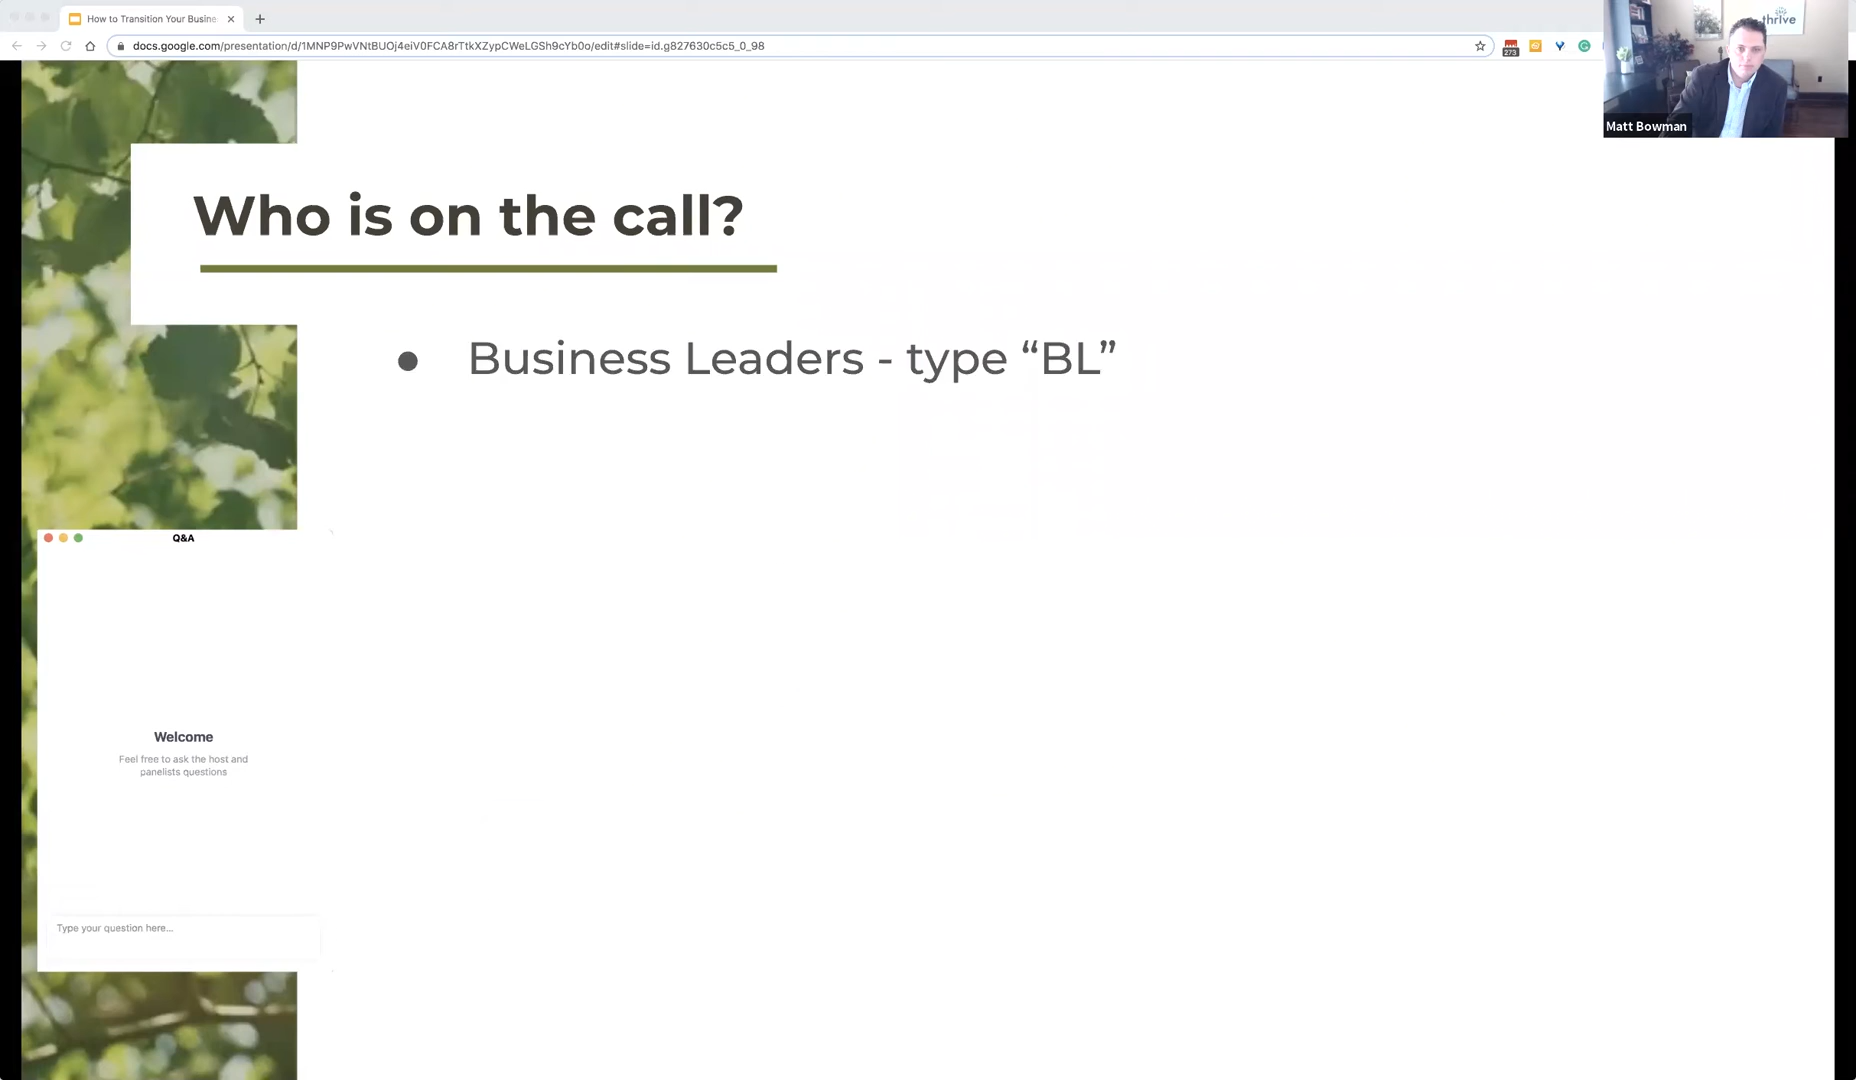 How to Transition Your Busine
docs.google.com/presentation/d/1MNP9PwVNtBUOj4eiV0FCA8rTtkXZypCWeLGSh9cYb0o/edit#slide=id.g827630c5c5_0_98
273
thrive
Matt Bowman
Who is on the call?
● Business Leaders - type “BL”
Q&A
Welcome
Feel free to ask the host and
panelists questions
Type your question here...